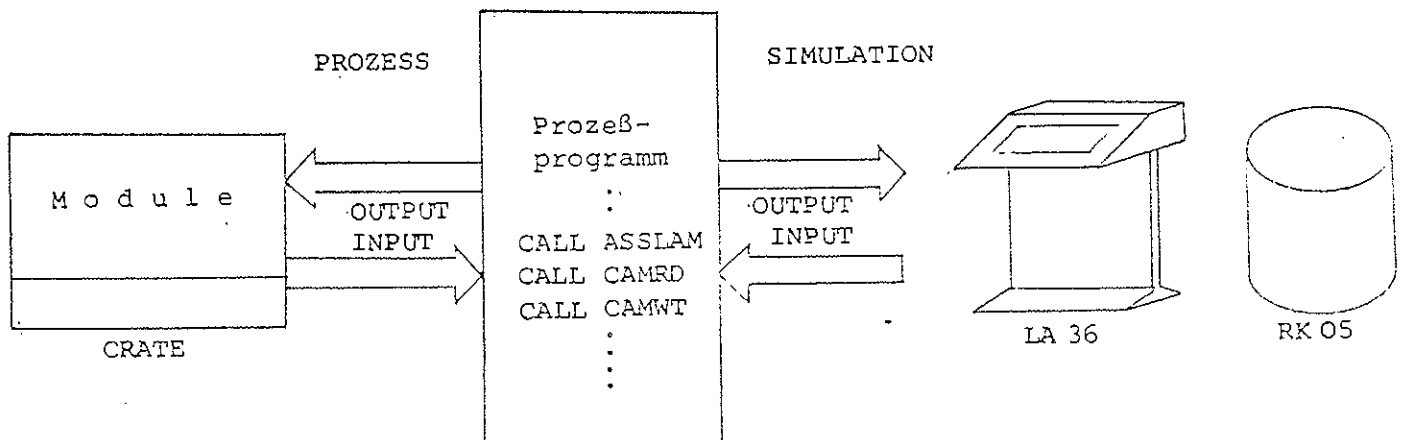 PROZESS
SIMULATION
Prozeß-
programm
M o d u l e
OUTPUT
INPUT
OUTPUT
INPUT
CALL ASSLAM
CALL CAMRD
CALL CAMWT
CRATE
LA 36
RK 05